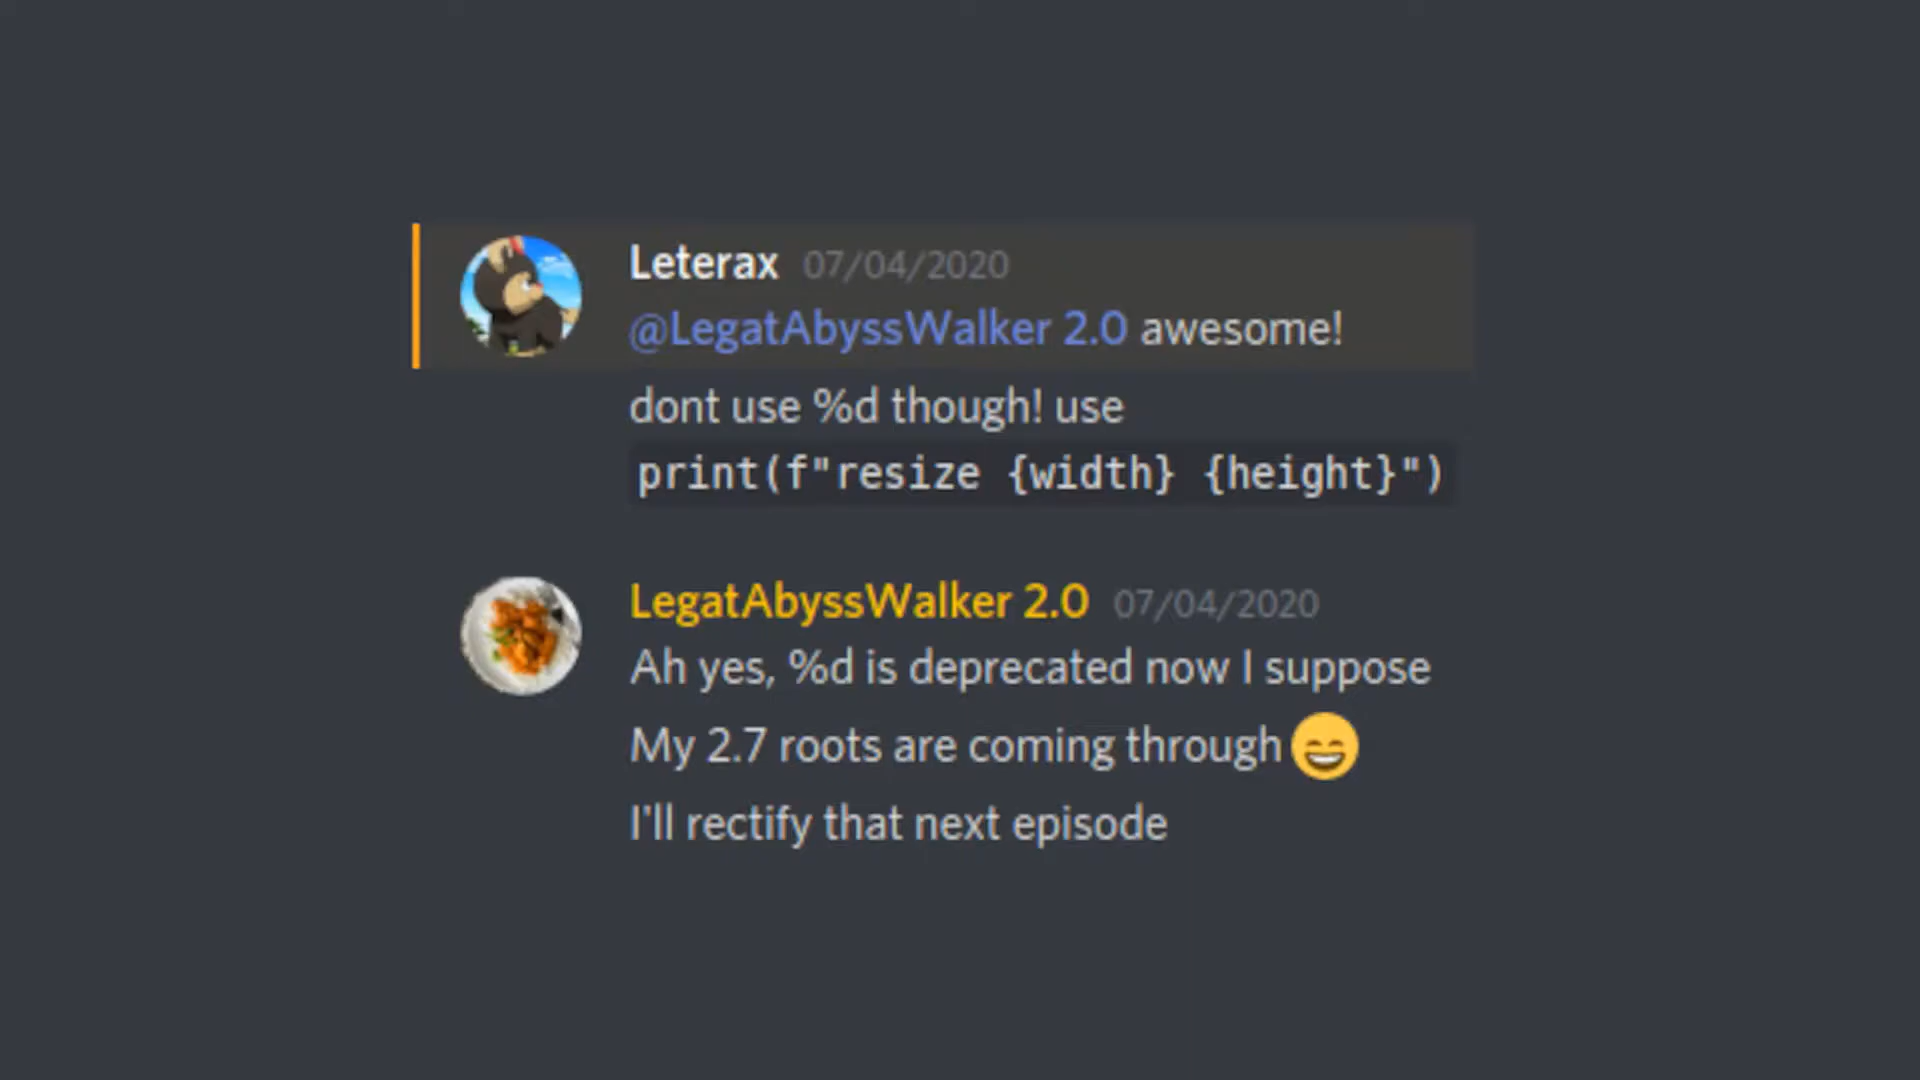 Leterax 07/04/2020
@LegatAbyssWalker 2.0 awesome!
dont use %d though! use
print(f"resize {width} {height}")
LegatAbyssWalker 2.0 07/04/2020
Ah yes, %d is deprecated now I suppose
My 2.7 roots are coming through 😄
I'll rectify that next episode